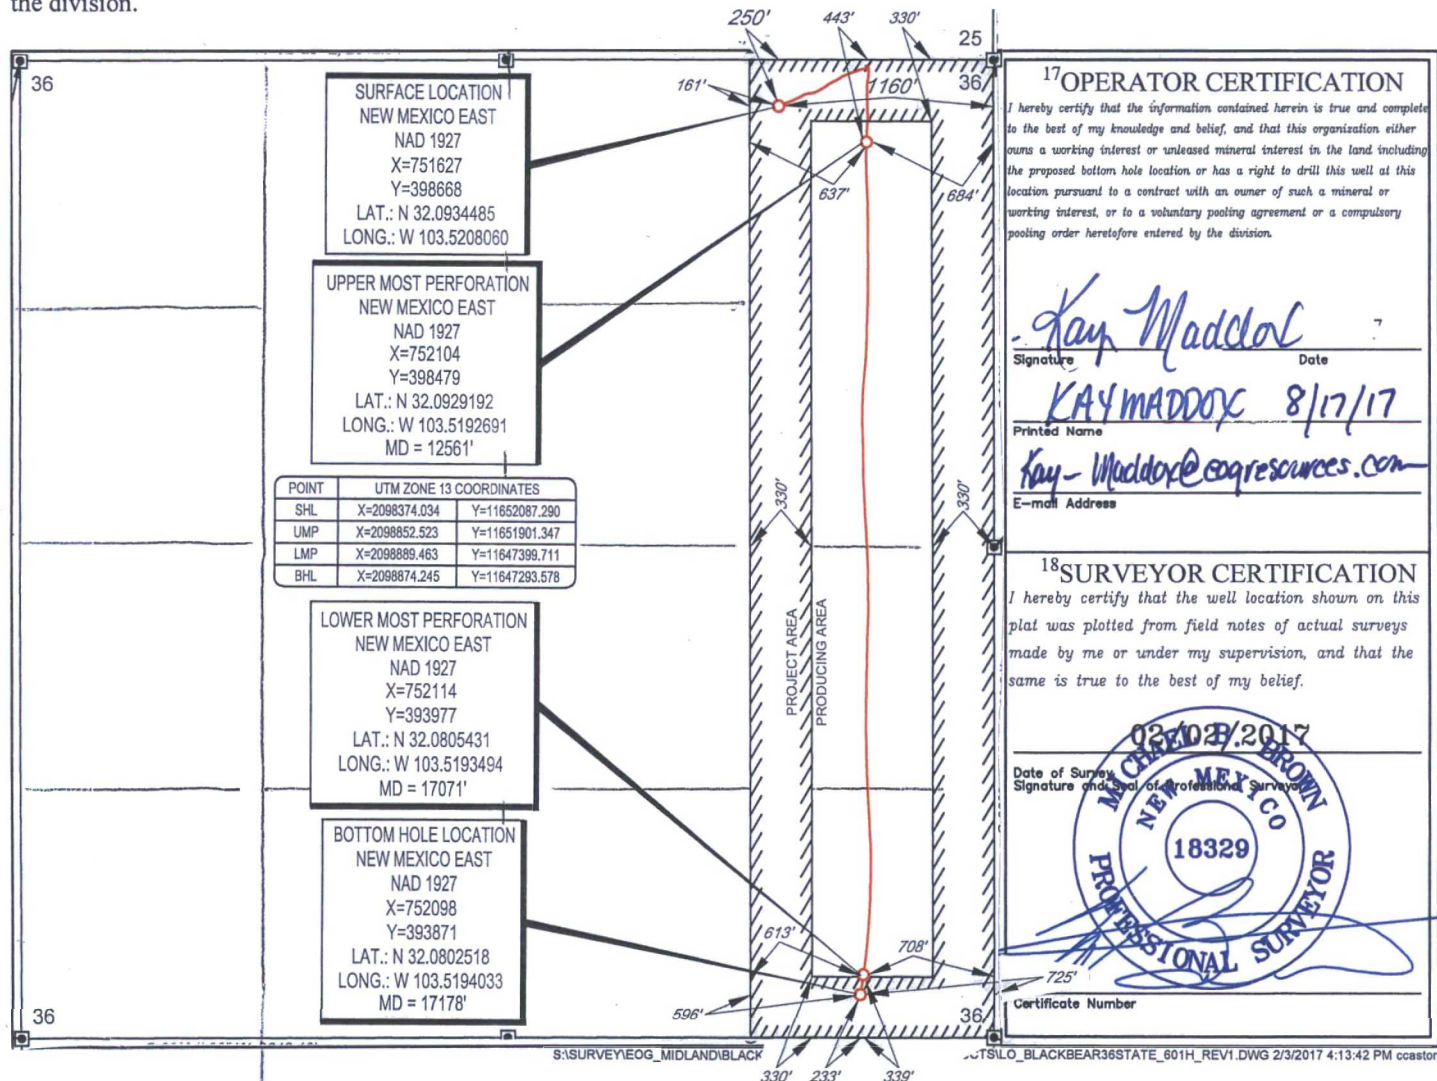 the division.
250'
443'
330'
25
36
36
161'
1160'
SURFACE LOCATION
NEW MEXICO EAST
NAD 1927
X=751627
Y=398668
LAT.: N 32.0934485
LONG.: W 103.5208060
637'
684'
UPPER MOST PERFORATION
NEW MEXICO EAST
NAD 1927
X=752104
Y=398479
LAT.: N 32.0929192
LONG.: W 103.5192691
MD = 12561'
POINT UTM ZONE 13 COORDINATES
SHL X=2098374.034 Y=11652087.290
UMP X=2098852.523 Y=11651901.347
LMP X=2098889.463 Y=11647399.711
BHL X=2098874.245 Y=11647293.578
330'
330'
PROJECT AREA
PRODUCING AREA
LOWER MOST PERFORATION
NEW MEXICO EAST
NAD 1927
X=752114
Y=393977
LAT.: N 32.0805431
LONG.: W 103.5193494
MD = 17071'
BOTTOM HOLE LOCATION
NEW MEXICO EAST
NAD 1927
X=752098
Y=393871
LAT.: N 32.0802518
LONG.: W 103.5194033
MD = 17178'
613'
708'
725'
596'
36
36
330'
233'
339'
S:\SURVEY\EOG_MIDLAND\BLACK
LO_BLACKBEAR36STATE_601H_REV1.DWG 2/3/2017 4:13:42 PM ccaston
17 OPERATOR CERTIFICATION
I hereby certify that the information contained herein is true and complete
to the best of my knowledge and belief, and that this organization either
owns a working interest or unleased mineral interest in the land including
the proposed bottom hole location or has a right to drill this well at this
location pursuant to a contract with an owner of such a mineral or
working interest, or to a voluntary pooling agreement or a compulsory
pooling order heretofore entered by the division.
Kay Maddox
Signature Date
KAY MADDOX 8/17/17
Printed Name
Kay-Maddox@eogresources.com
E-mail Address
18 SURVEYOR CERTIFICATION
I hereby certify that the well location shown on this
plat was plotted from field notes of actual surveys
made by me or under my supervision, and that the
same is true to the best of my belief.
02/02/2017
Date of Survey
Signature and Seal of Professional Surveyor
MICHAEL B. BROWN
NEW MEXICO
18329
PROFESSIONAL SURVEYOR
Certificate Number